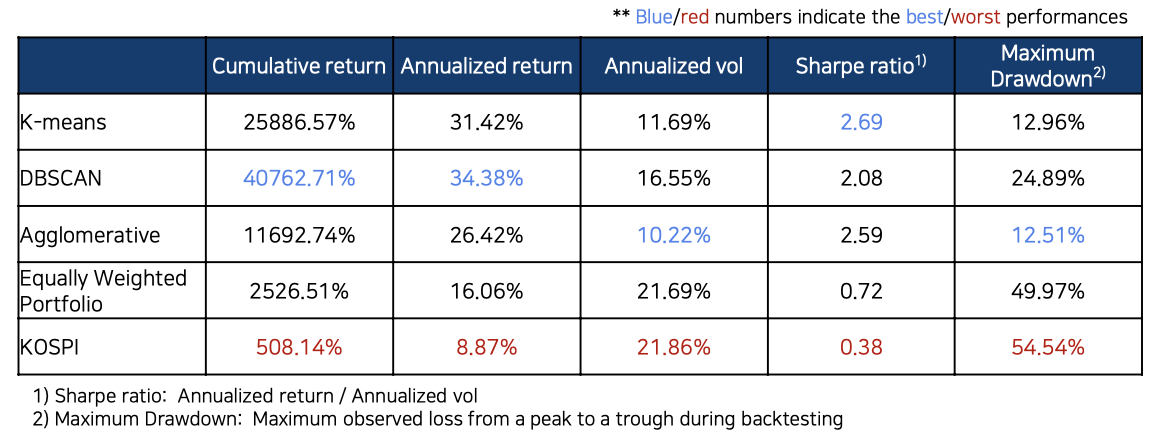 ** Blue/red numbers indicate the best/worst performances
Cumulative return Annualized return Annualized vol Sharpe ratio1) Maximum Drawdown2)
K-means 25886.57% 31.42% 11.69% 2.69 12.96%
DBSCAN 40762.71% 34.38% 16.55% 2.08 24.89%
Agglomerative 11692.74% 26.42% 10.22% 2.59 12.51%
Equally Weighted Portfolio 2526.51% 16.06% 21.69% 0.72 49.97%
KOSPI 508.14% 8.87% 21.86% 0.38 54.54%
1) Sharpe ratio: Annualized return / Annualized vol
2) Maximum Drawdown: Maximum observed loss from a peak to a trough during backtesting